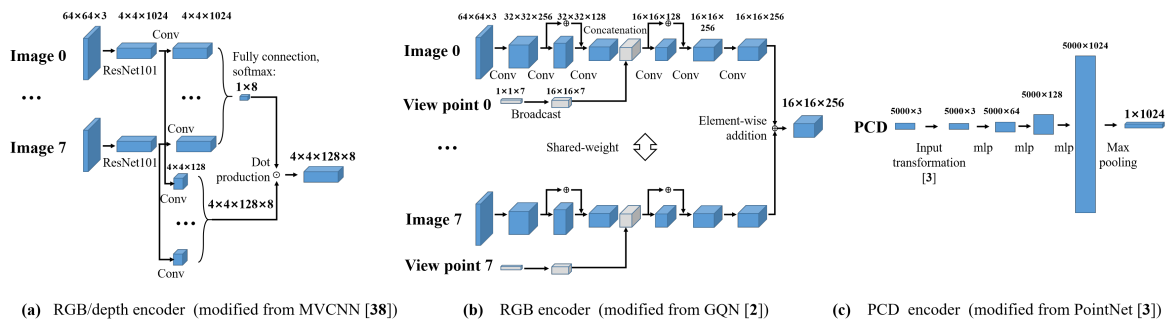 64×64×3 4×4×1024 4×4×1024
Conv
Image 0
ResNet101
Fully connection,
softmax:
1×8
...
...
Conv
Image 7
ResNet101
4×4×128
Conv
Dot
production
4×4×128×8
...
4×4×128×8
Conv
(a) RGB/depth encoder (modified from MVCNN [38])
64×64×3 32×32×256 32×32×128 16×16×128 16×16×
256 16×16×256
Concatenation
Image 0
Conv Conv Conv Conv Conv Conv
1×1×7 16×16×7
View point 0
Broadcast
...
Shared-weight
Element-wise
addition
16×16×256
Image 7
View point 7
(b) RGB encoder (modified from GQN [2])
5000×1024
5000×128
5000×3 5000×3 5000×64
1×1024
PCD
Input
transformation
[3]
mlp mlp mlp
Max
pooling
(c) PCD encoder (modified from PointNet [3])